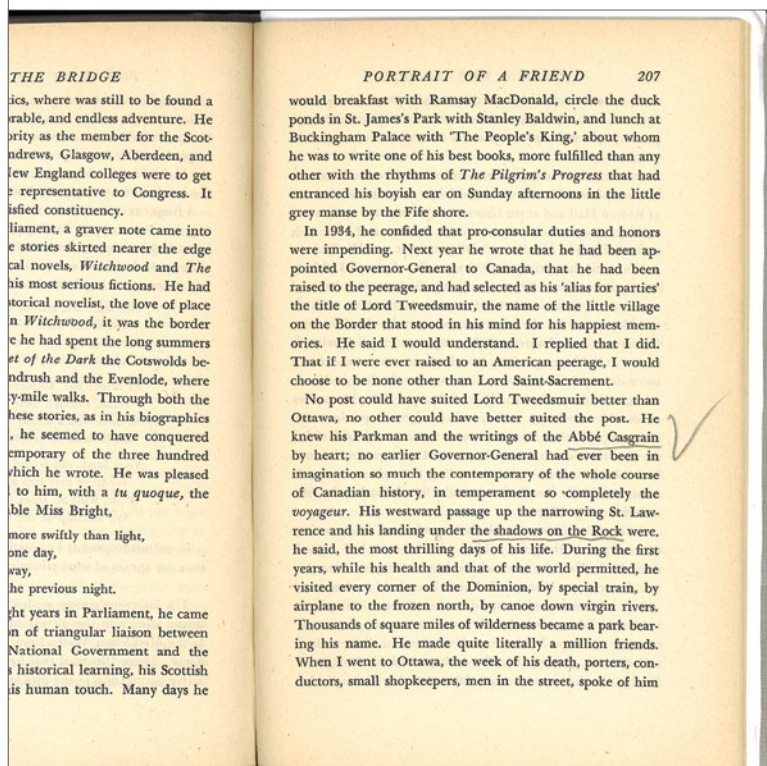 THE BRIDGE
tics, where was still to be found a
orable, and endless adventure. He
ority as the member for the Scot-
ndrews, Glasgow, Aberdeen, and
New England colleges were to get
e representative to Congress. It
isfied constituency.
liament, a graver note came into
e stories skirted nearer the edge
cal novels, Witchwood and The
his most serious fictions. He had
storical novelist, the love of place
n Witchwood, it was the border
e he had spent the long summers
et of the Dark the Cotswolds be-
ndrush and the Evenlode, where
y-mile walks. Through both the
hese stories, as in his biographies
, he seemed to have conquered
emporary of the three hundred
which he wrote. He was pleased
to him, with a tu quoque, the
ble Miss Bright,
more swiftly than light,
one day,
way,
he previous night.
ght years in Parliament, he came
on of triangular liaison between
National Government and the
s historical learning, his Scottish
is human touch. Many days he
PORTRAIT OF A FRIEND 207
would breakfast with Ramsay MacDonald, circle the duck
ponds in St. James's Park with Stanley Baldwin, and lunch at
Buckingham Palace with 'The People's King,' about whom
he was to write one of his best books, more fulfilled than any
other with the rhythms of The Pilgrim's Progress that had
entranced his boyish ear on Sunday afternoons in the little
grey manse by the Fife shore.
In 1934, he confided that pro-consular duties and honors
were impending. Next year he wrote that he had been ap-
pointed Governor-General to Canada, that he had been
raised to the peerage, and had selected as his 'alias for parties'
the title of Lord Tweedsmuir, the name of the little village
on the Border that stood in his mind for his happiest mem-
ories. He said I would understand. I replied that I did.
That if I were ever raised to an American peerage, I would
choose to be none other than Lord Saint-Sacrement.
No post could have suited Lord Tweedsmuir better than
Ottawa, no other could have better suited the post. He
knew his Parkman and the writings of the Abbé Casgrain
by heart; no earlier Governor-General had ever been in
imagination so much the contemporary of the whole course
of Canadian history, in temperament so completely the
voyageur. His westward passage up the narrowing St. Law-
rence and his landing under the shadows on the Rock were,
he said, the most thrilling days of his life. During the first
years, while his health and that of the world permitted, he
visited every corner of the Dominion, by special train, by
airplane to the frozen north, by canoe down virgin rivers.
Thousands of square miles of wilderness became a park bear-
ing his name. He made quite literally a million friends.
When I went to Ottawa, the week of his death, porters, con-
ductors, small shopkeepers, men in the street, spoke of him